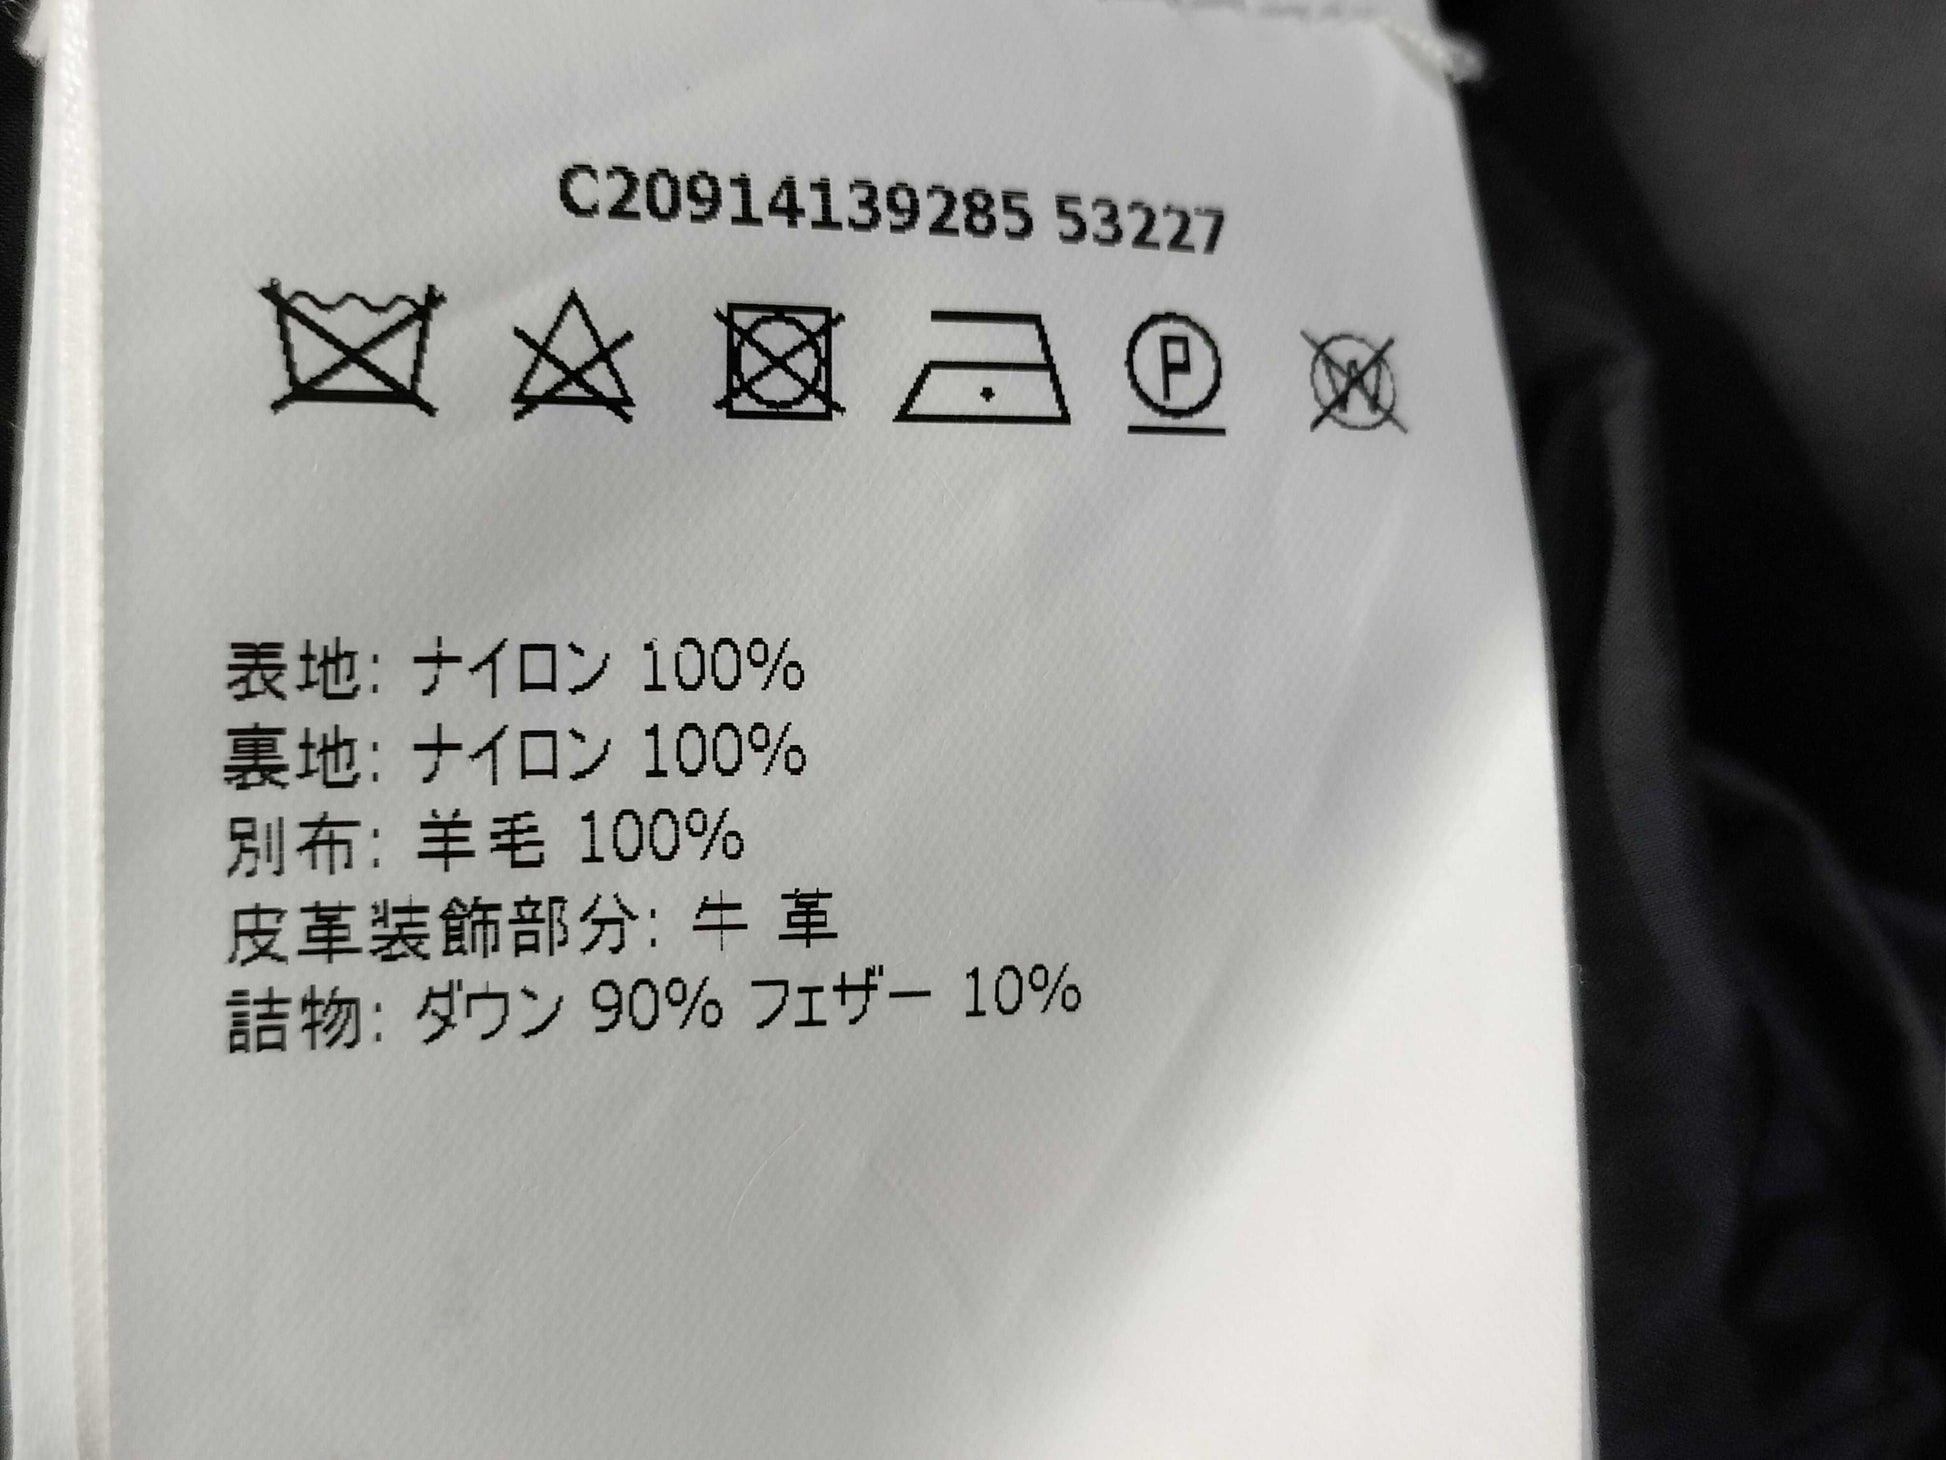 C20914139285 53227
P
W
表地: ナイロン 100%
裏地: ナイロン 100%
別布: 羊毛 100%
皮革装飾部分: 牛 革
詰物: ダウン 90% フェザー 10%